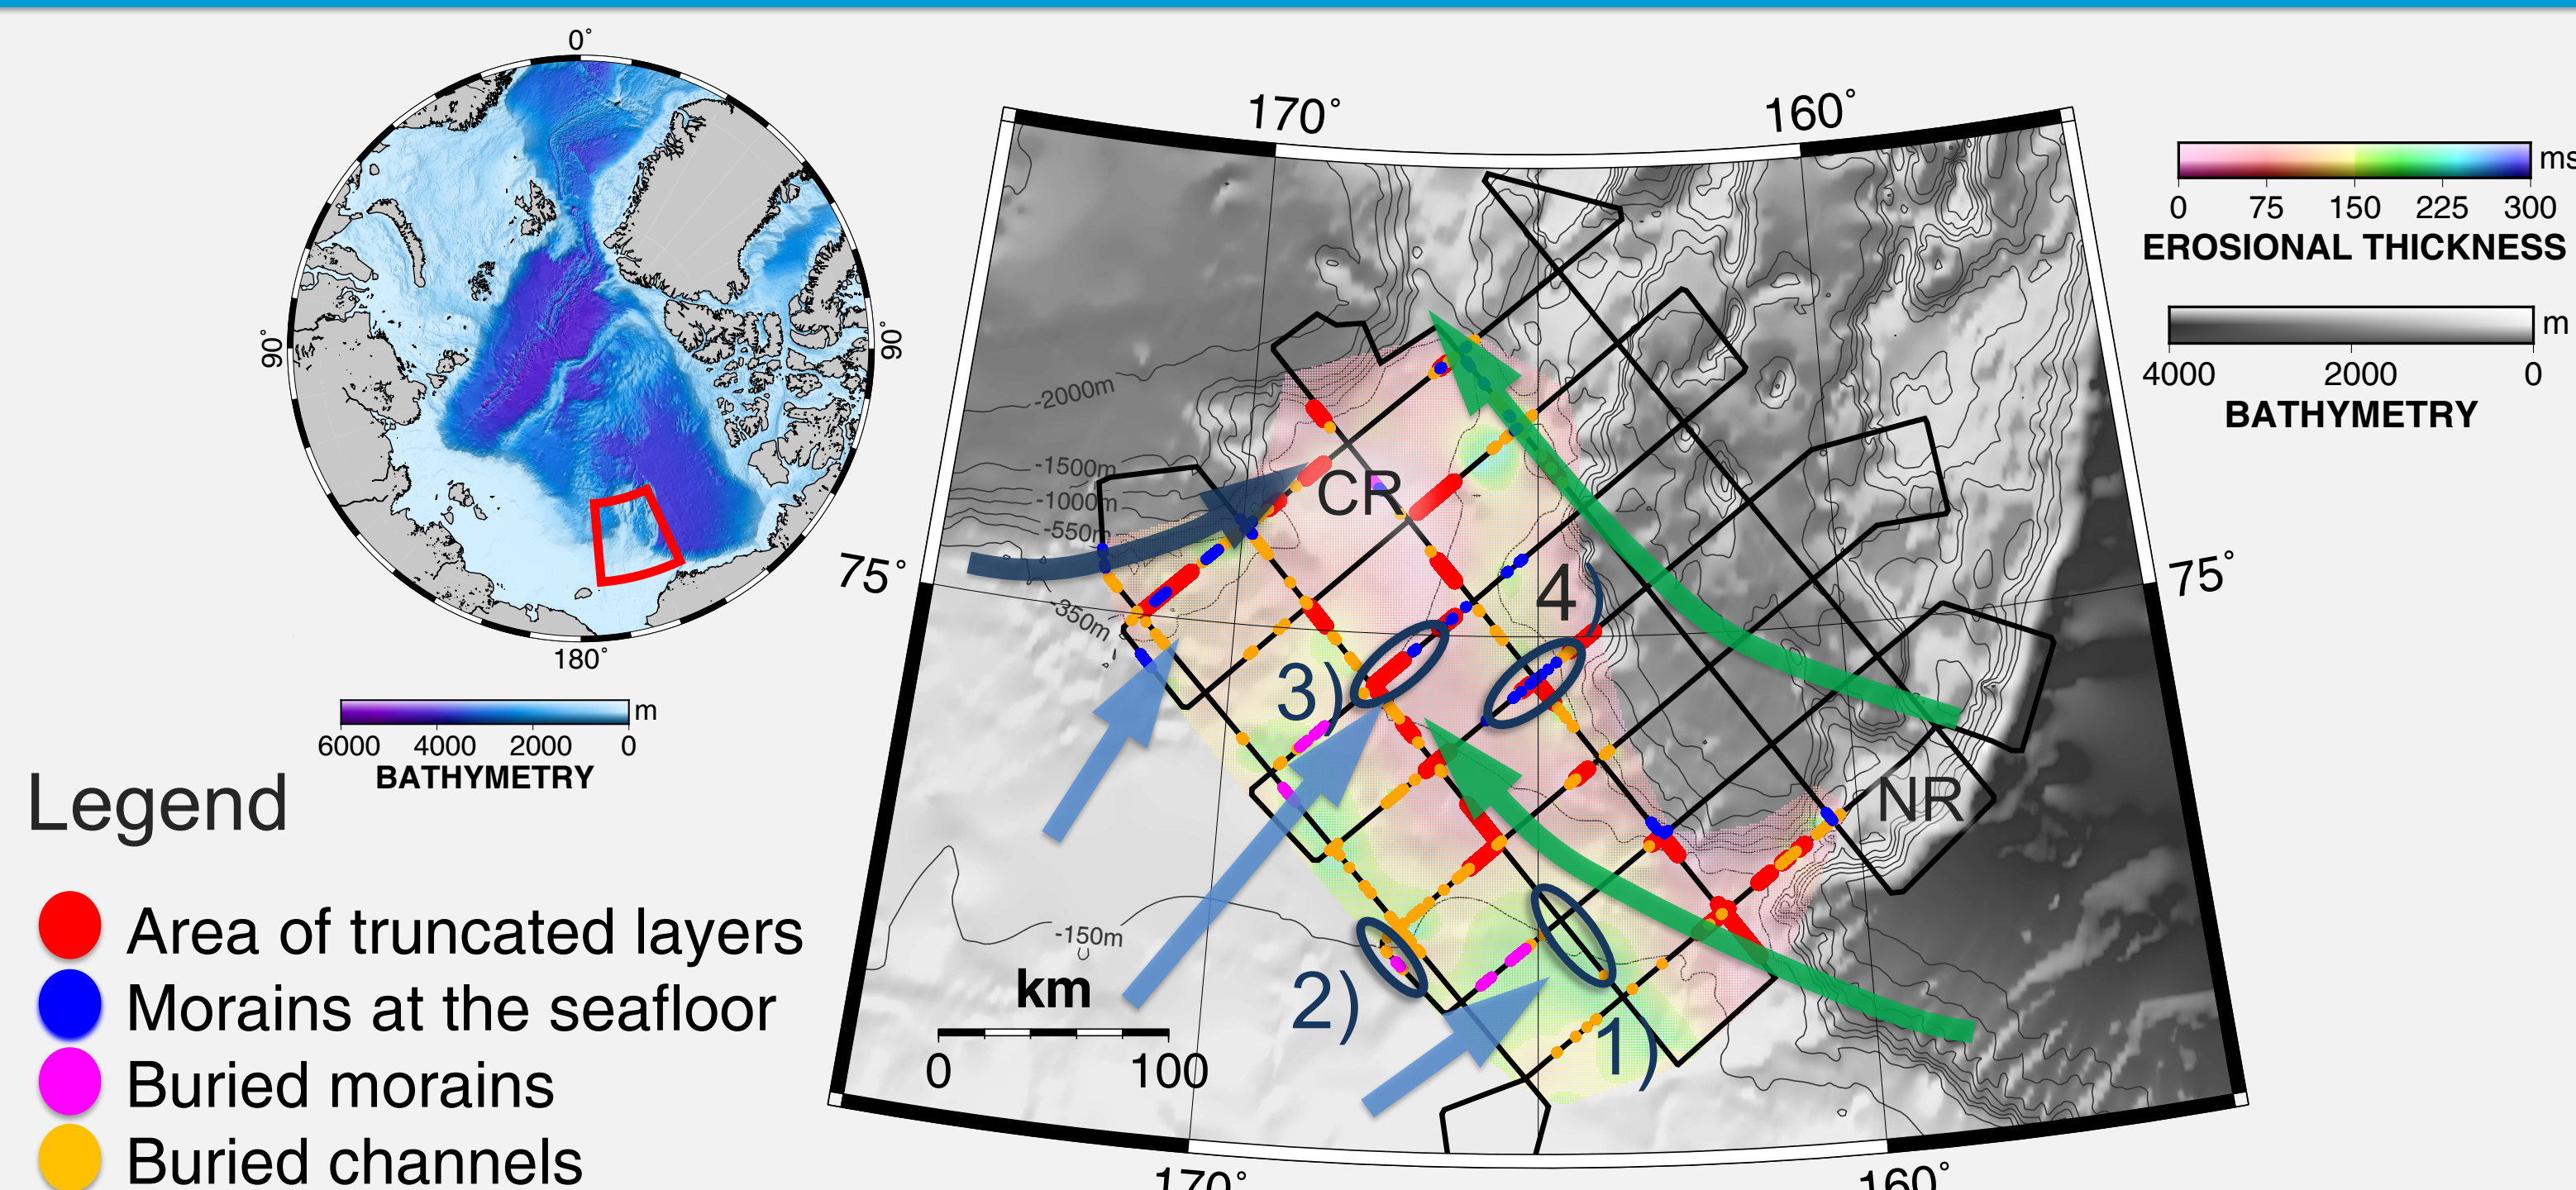 0°
90°
90°
180°
m
6000 4000 2000 0
BATHYMETRY
Legend
Area of truncated layers
Morains at the seafloor
Buried morains
Buried channels
170° 160°
75°
75°
-2000m
-1500m
-1000m
-550m
-350m
-150m
CR
NR
4)
3)
2)
1)
km
0 100
170° 160°
ms
0 75 150 225 300
EROSIONAL THICKNESS
m
4000 2000 0
BATHYMETRY